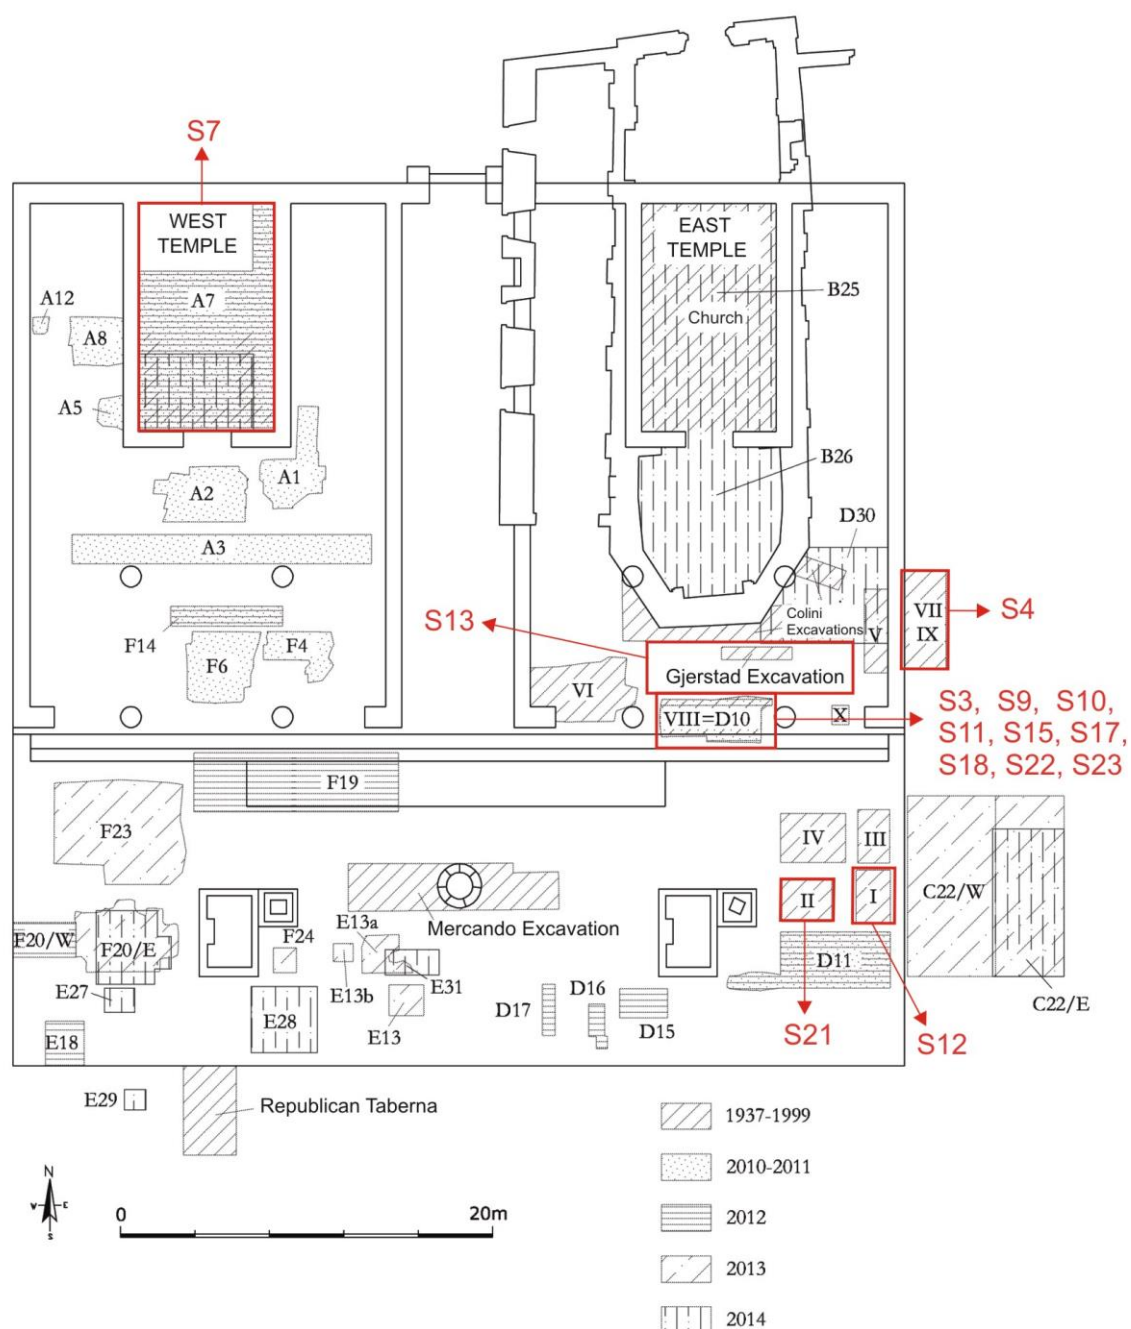 S7
WEST
TEMPLE
EAST
TEMPLE
A12
A8
A7
B25
Church
A5
A2
A1
B26
D30
A3
Colini
Excavations
V
VII
IX
S4
S13
F14
F6
F4
VI
Gjerstad Excavation
VIII=D10
X
S3, S9, S10,
S11, S15, S17,
S18, S22, S23
F19
F23
IV
III
C22/W
II
I
Mercando Excavation
F20/W
F20/E
F24
E13a
E13b
E31
D11
E27
E28
E13
D17
D16
D15
C22/E
E18
S21
S12
E29
Republican Taberna
1937-1999
2010-2011
2012
2013
2014
N
W
E
S
0
20m